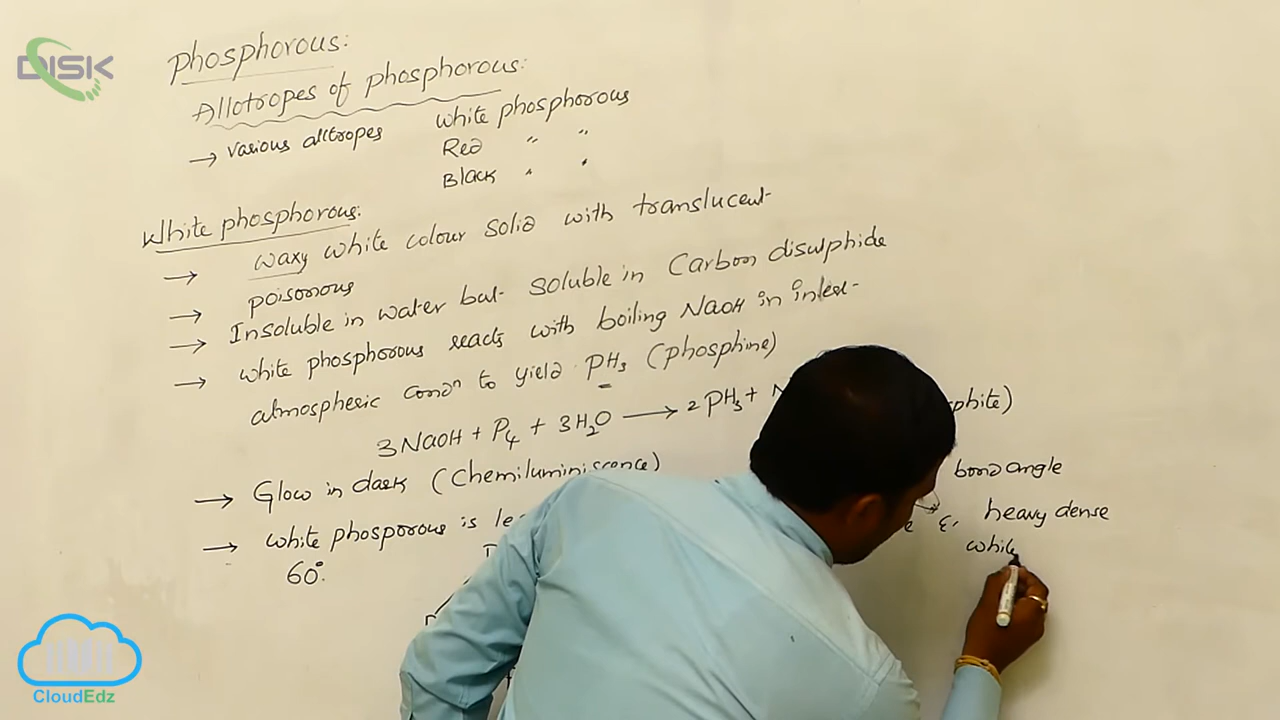 DISK
Phosphorous:
Allotropes of phosphorous:
→ various alltropes white phosphorous
Red " "
Black " "
White phosphorous:
→ waxy white colour solid with translucent
→ poisonous
→ Insoluble in water but soluble in Carbon disulphide
→ white phosphorous reacts with boiling NaOH in inert
atmospheric condn to yield PH3 (phosphine)
3NaOH + P4 + 3H2O → 2PH3 +
→ Glow in dark (Chemiluminiscence)
→ white phosporous is
bond angle
60°.
& heavy dense
white
CloudEdz